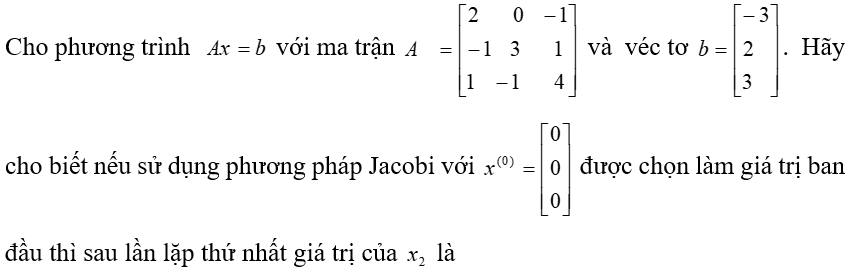 Cho phương trình Ax = b với ma trận A = [2 0 −1; −1 3 1; 1 −1 4] và véc tơ b = [−3; 2; 3]. Hãy
cho biết nếu sử dụng phương pháp Jacobi với x⁽⁰⁾ = [0; 0; 0] được chọn làm giá trị ban
đầu thì sau lần lặp thứ nhất giá trị của x₂ là